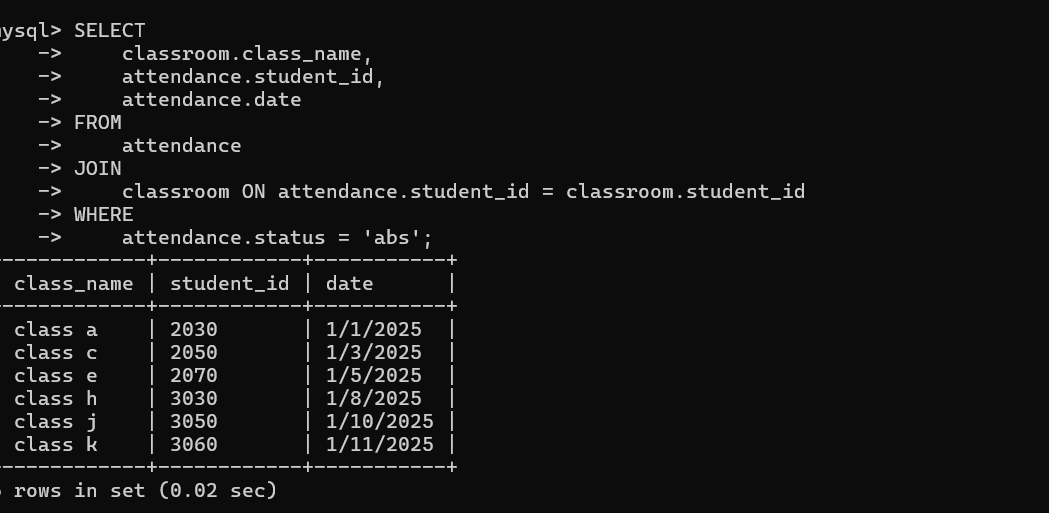 ysql> SELECT
    ->     classroom.class_name,
    ->     attendance.student_id,
    ->     attendance.date
    -> FROM
    ->     attendance
    -> JOIN
    ->     classroom ON attendance.student_id = classroom.student_id
    -> WHERE
    ->     attendance.status = 'abs';
------------+------------+-----------+
 class_name | student_id | date      |
------------+------------+-----------+
 class a    | 2030       | 1/1/2025  |
 class c    | 2050       | 1/3/2025  |
 class e    | 2070       | 1/5/2025  |
 class h    | 3030       | 1/8/2025  |
 class j    | 3050       | 1/10/2025 |
 class k    | 3060       | 1/11/2025 |
------------+------------+-----------+
rows in set (0.02 sec)